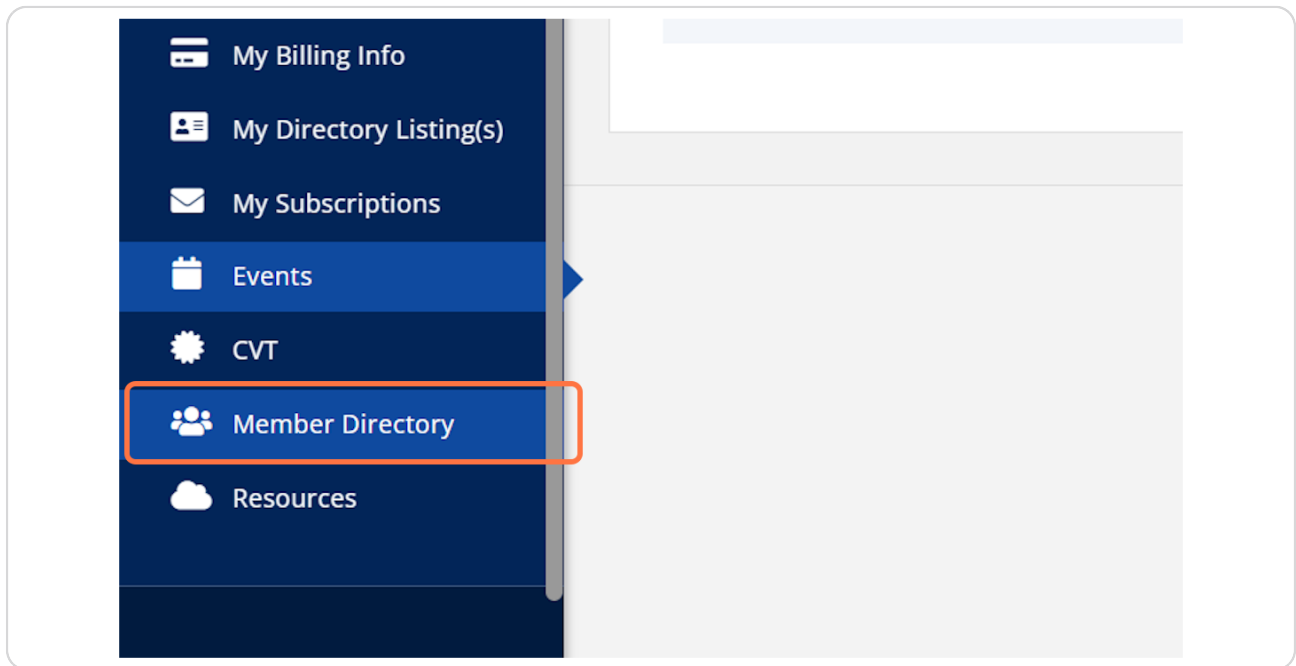 My Billing Info
My Directory Listing(s)
My Subscriptions
Events
CVT
Member Directory
Resources